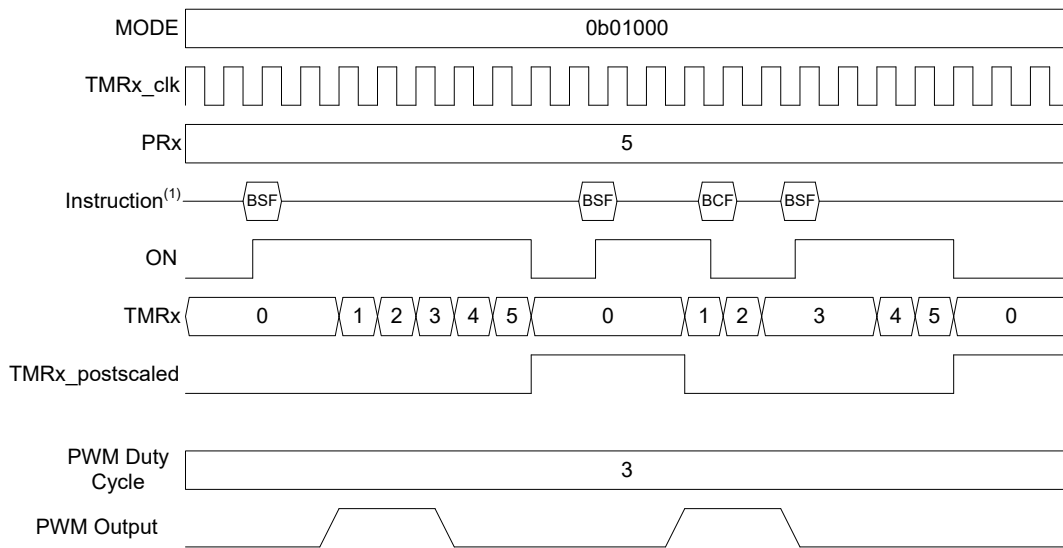 MODE 0b01000
TMRx_clk
PRx 5
Instruction(1) BSF BSF BCF BSF
ON
TMRx 0 1 2 3 4 5 0 1 2 3 4 5 0
TMRx_postscaled
PWM Duty
Cycle 3
PWM Output